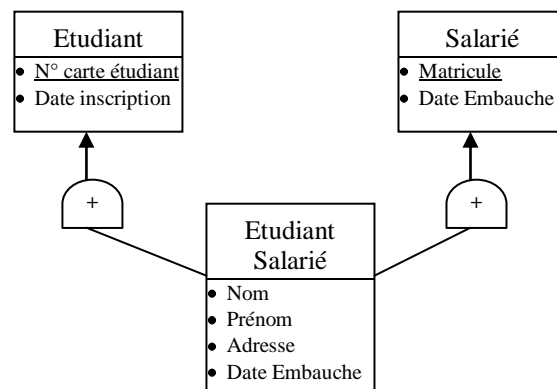 Etudiant
• N° carte étudiant
• Date inscription
Salarié
• Matricule
• Date Embauche
+
+
Etudiant
Salarié
• Nom
• Prénom
• Adresse
• Date Embauche